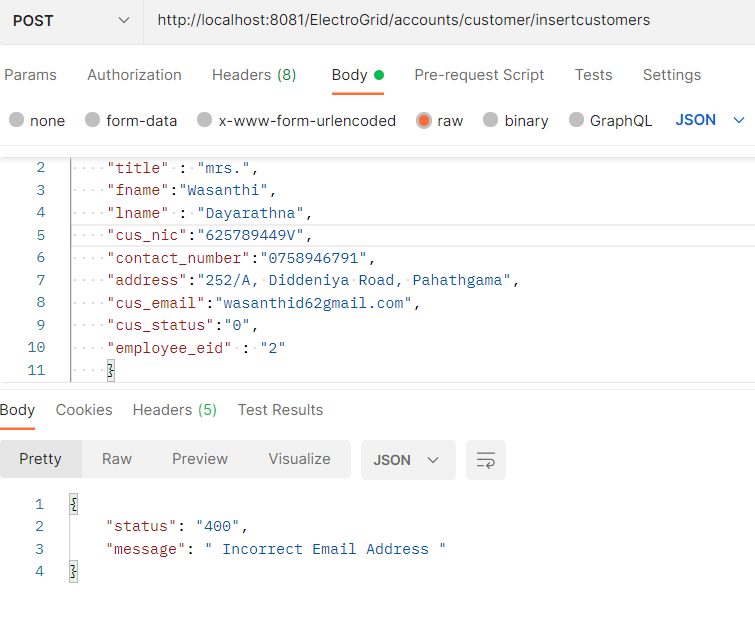 POST http://localhost:8081/ElectroGrid/accounts/customer/insertcustomers
Params Authorization Headers (8) Body Pre-request Script Tests Settings
none form-data x-www-form-urlencoded raw binary GraphQL JSON
2 "title" : "mrs.",
3 "fname":"Wasanthi",
4 "lname" : "Dayarathna",
5 "cus_nic":"625789449V",
6 "contact_number":"0758946791",
7 "address":"252/A, Diddeniya Road, Pahathgama",
8 "cus_email":"wasanthid62gmail.com",
9 "cus_status":"0",
10 "employee_eid" : "2"
11 }
Body Cookies Headers (5) Test Results
Pretty Raw Preview Visualize JSON
1 {
2 "status": "400",
3 "message": " Incorrect Email Address "
4 }